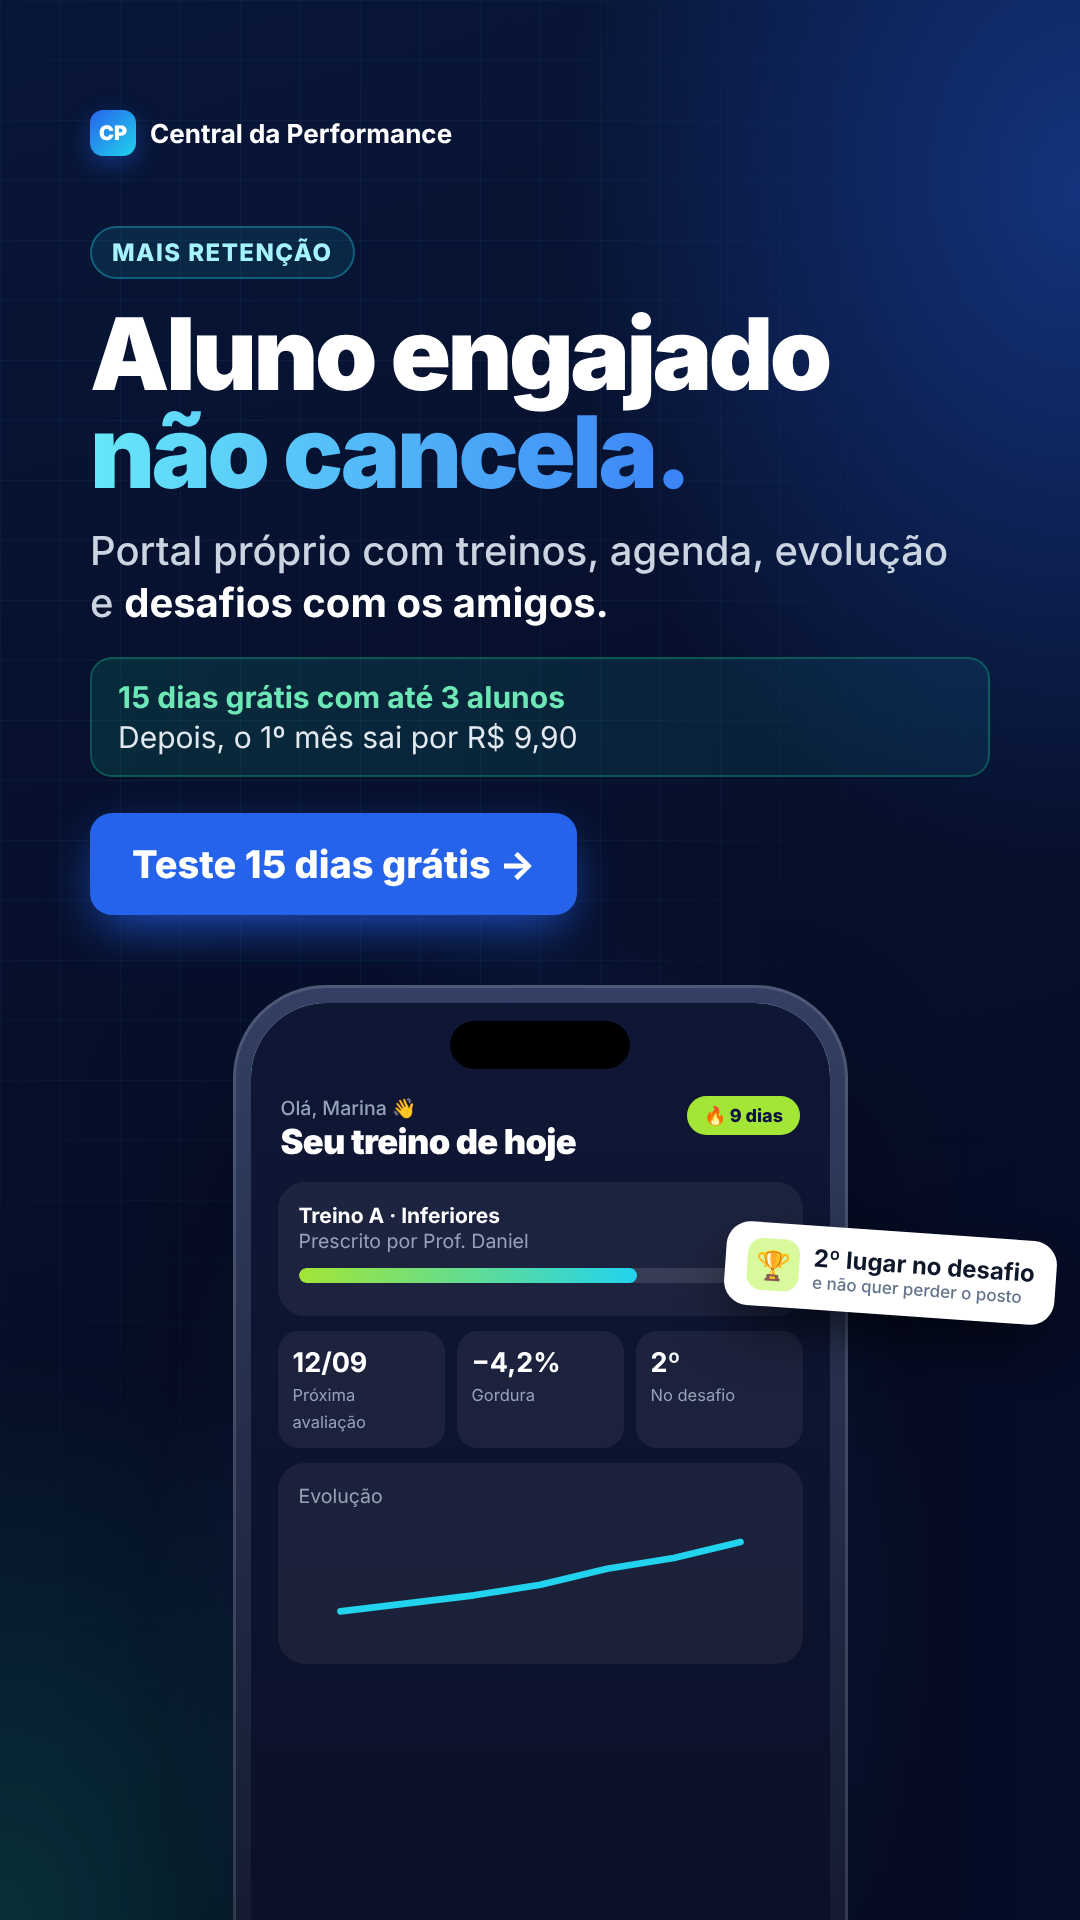 CP Central da Performance
MAIS RETENÇÃO
Aluno engajado
não cancela.
Portal próprio com treinos, agenda, evolução
e desafios com os amigos.
15 dias grátis com até 3 alunos
Depois, o 1º mês sai por R$ 9,90
Teste 15 dias grátis →
Olá, Marina 👋
Seu treino de hoje
🔥 9 dias
Treino A · Inferiores
Prescrito por Prof. Daniel
🏆 2º lugar no desafio
e não quer perder o posto
12/09
Próxima
avaliação
−4,2%
Gordura
2º
No desafio
Evolução